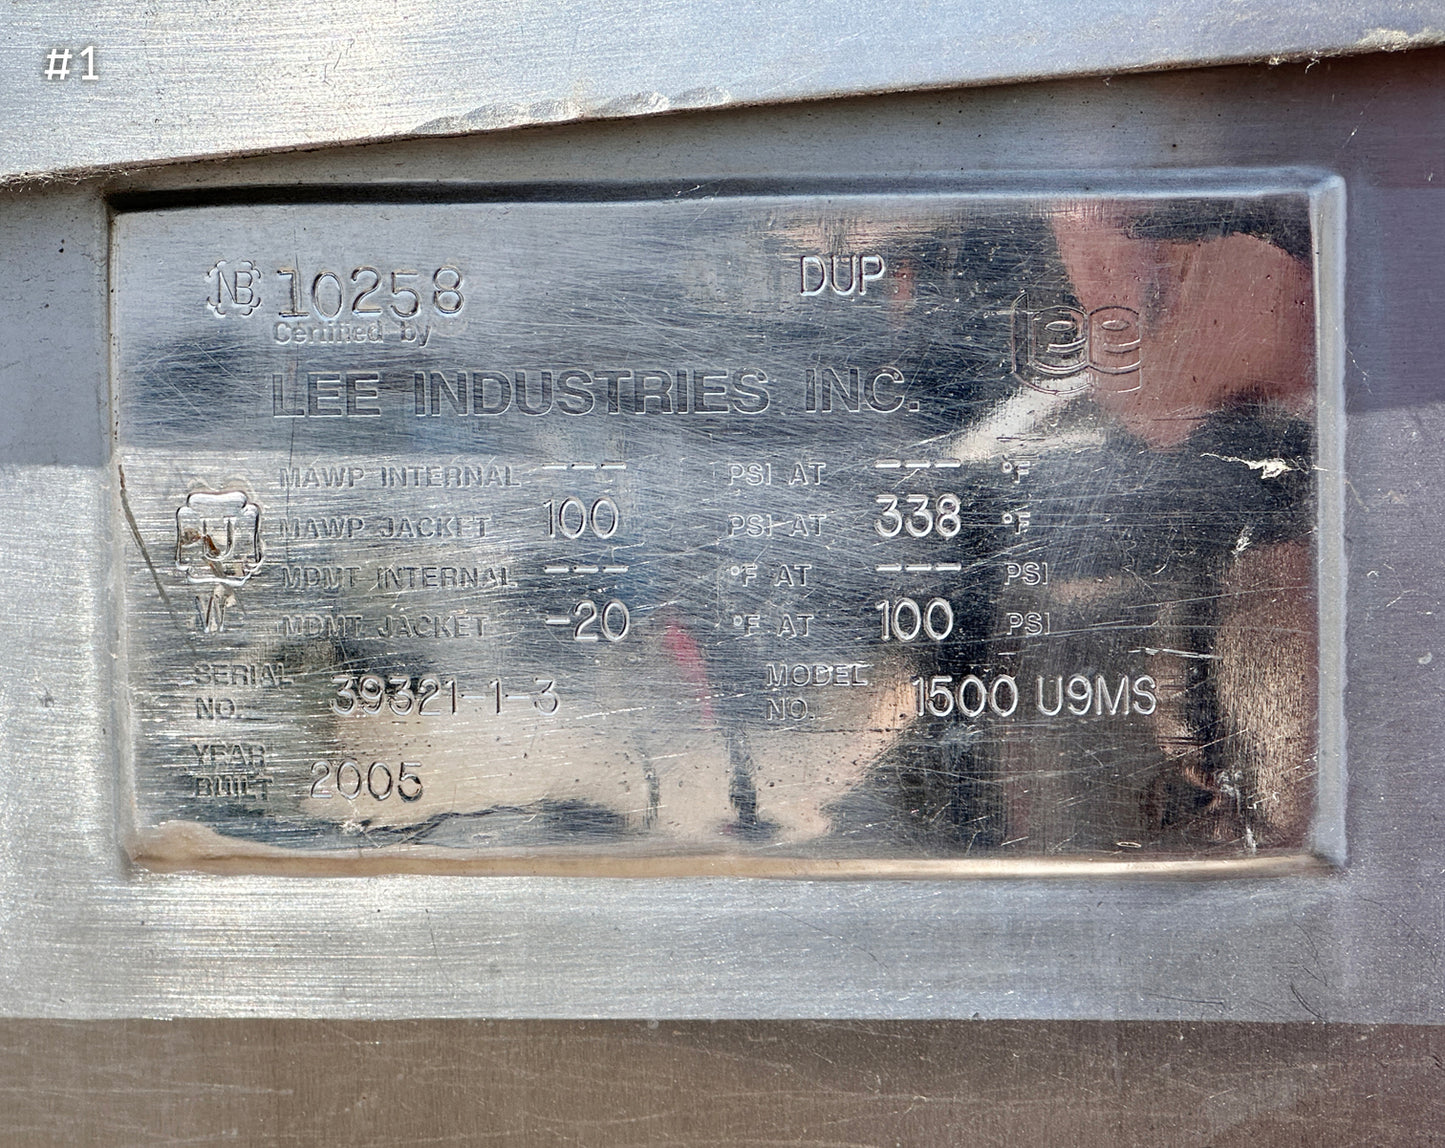 #1
NB 10258 DUP
Certified by
Lee
LEE INDUSTRIES INC.
MAWP INTERNAL --- PSI AT --- °F
U MAWP JACKET 100 PSI AT 338 °F
MDMT INTERNAL --- °F AT --- PSI
W MDMT JACKET -20 °F AT 100 PSI
SERIAL NO. 39321-1-3 MODEL NO. 1500 U9MS
YEAR BUILT 2005